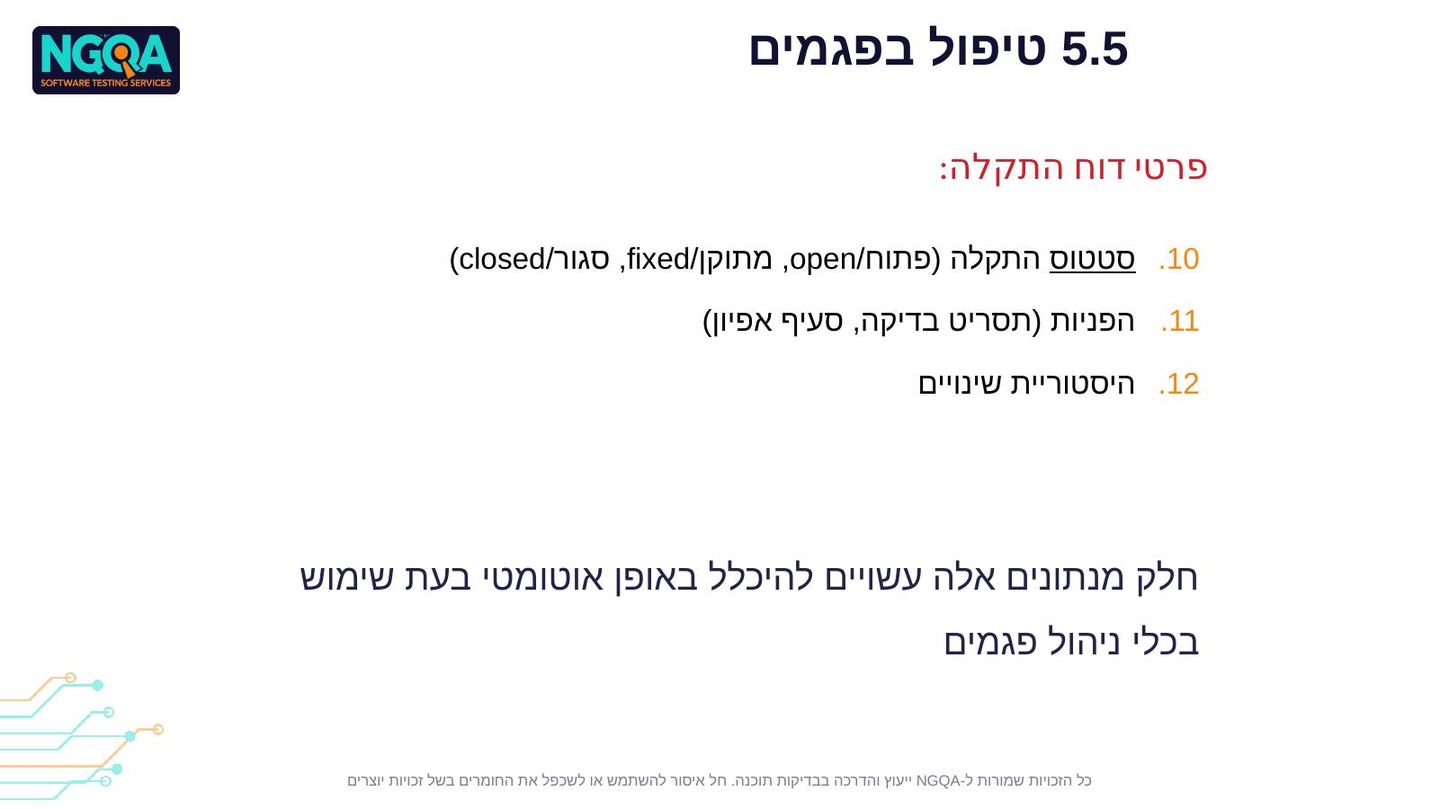 NGQA
SOFTWARE TESTING SERVICES
5.5 טיפול בפגמים
פרטי דוח התקלה:
10. סטטוס התקלה (פתוח/open, מתוקן/fixed, סגור/closed)
11. הפניות (תסריט בדיקה, סעיף אפיון)
12. היסטוריית שינויים
חלק מנתונים אלה עשויים להיכלל באופן אוטומטי בעת שימוש
בכלי ניהול פגמים
כל הזכויות שמורות ל-NGQA ייעוץ והדרכה בבדיקות תוכנה. חל איסור להשתמש או לשכפל את החומרים בשל זכויות יוצרים